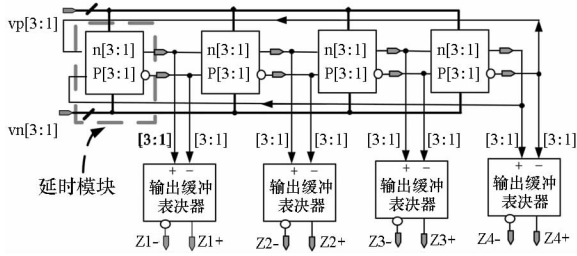 vp[3:1]
n[3:1] n[3:1] n[3:1] n[3:1]
P[3:1] P[3:1] P[3:1] P[3:1]
vn[3:1]
[3:1] [3:1] [3:1] [3:1] [3:1] [3:1] [3:1] [3:1]
延时模块
+ − + − + − + −
输出缓冲 输出缓冲 输出缓冲 输出缓冲
表决器 表决器 表决器 表决器
Z1- Z1+ Z2- Z2+ Z3- Z3+ Z4- Z4+